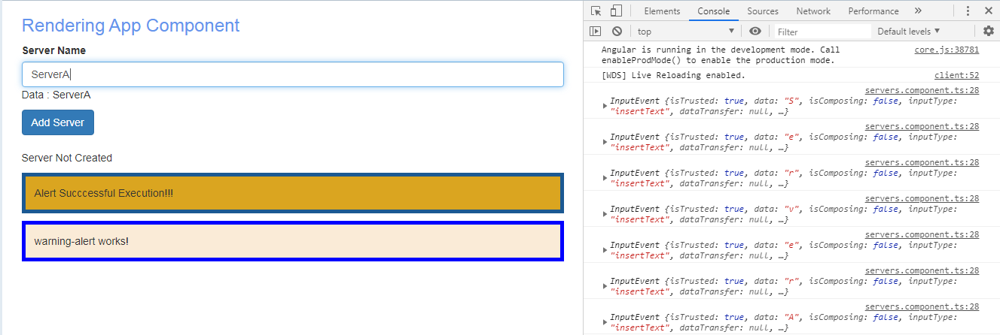 Rendering App Component
Server Name
ServerA
Data : ServerA
Add Server
Server Not Created
Alert Succcessful Execution!!!
warning-alert works!
Elements Console Sources Network Performance »
top Filter Default levels
Angular is running in the development mode. Call core.js:38781
enableProdMode() to enable the production mode.
[WDS] Live Reloading enabled. client:52
servers.component.ts:28
InputEvent {isTrusted: true, data: "S", isComposing: false, inputType:
"insertText", dataTransfer: null, …}
servers.component.ts:28
InputEvent {isTrusted: true, data: "e", isComposing: false, inputType:
"insertText", dataTransfer: null, …}
servers.component.ts:28
InputEvent {isTrusted: true, data: "r", isComposing: false, inputType:
"insertText", dataTransfer: null, …}
servers.component.ts:28
InputEvent {isTrusted: true, data: "v", isComposing: false, inputType:
"insertText", dataTransfer: null, …}
servers.component.ts:28
InputEvent {isTrusted: true, data: "e", isComposing: false, inputType:
"insertText", dataTransfer: null, …}
servers.component.ts:28
InputEvent {isTrusted: true, data: "r", isComposing: false, inputType:
"insertText", dataTransfer: null, …}
servers.component.ts:28
InputEvent {isTrusted: true, data: "A", isComposing: false, inputType:
"insertText", dataTransfer: null, …}